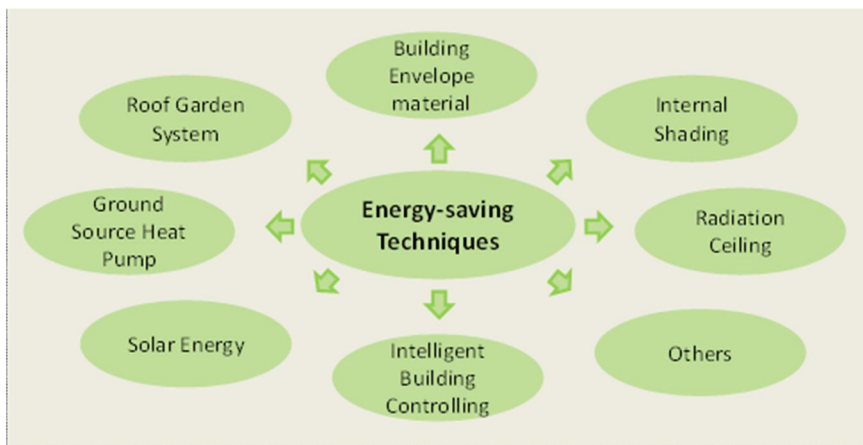 Building
Envelope
material
Roof Garden
System
Internal
Shading
Energy-saving
Techniques
Ground
Source Heat
Pump
Radiation
Ceiling
Solar Energy
Intelligent
Building
Controlling
Others